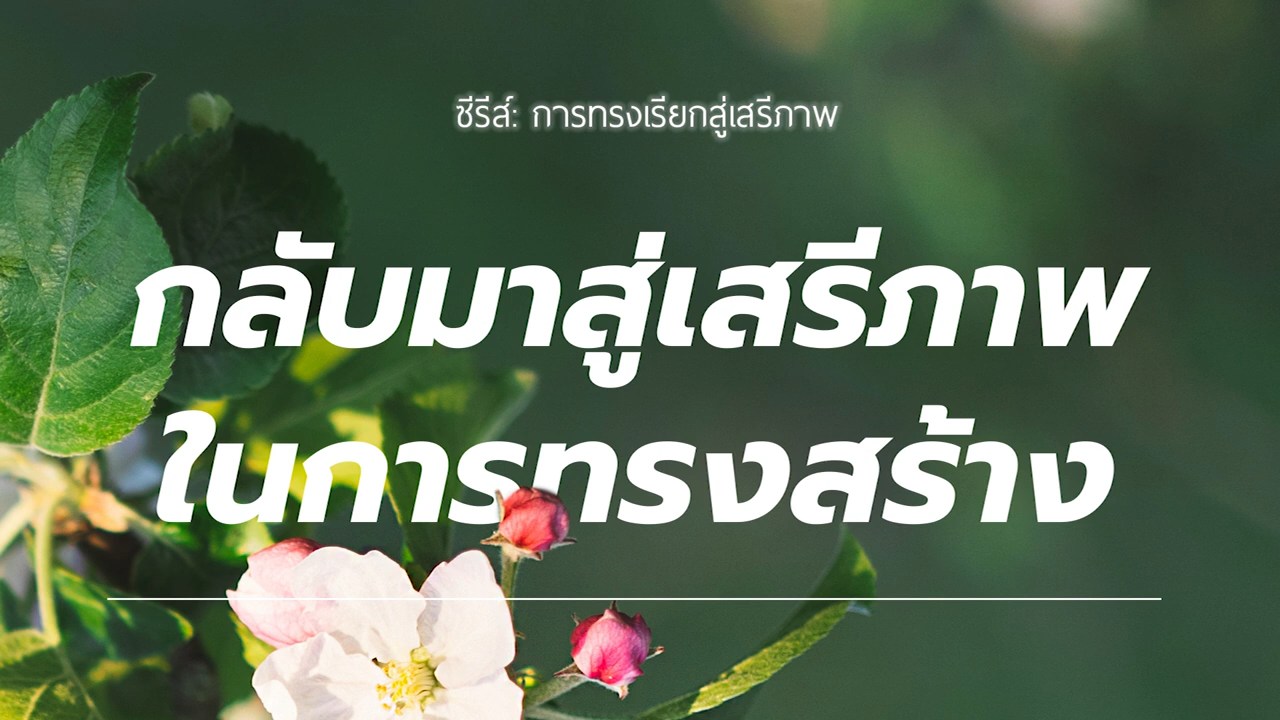 ซีรีส์: การทรงเรียกสู่เสรีภาพ
กลับมาสู่เสรีภาพ
ในการทรงสร้าง